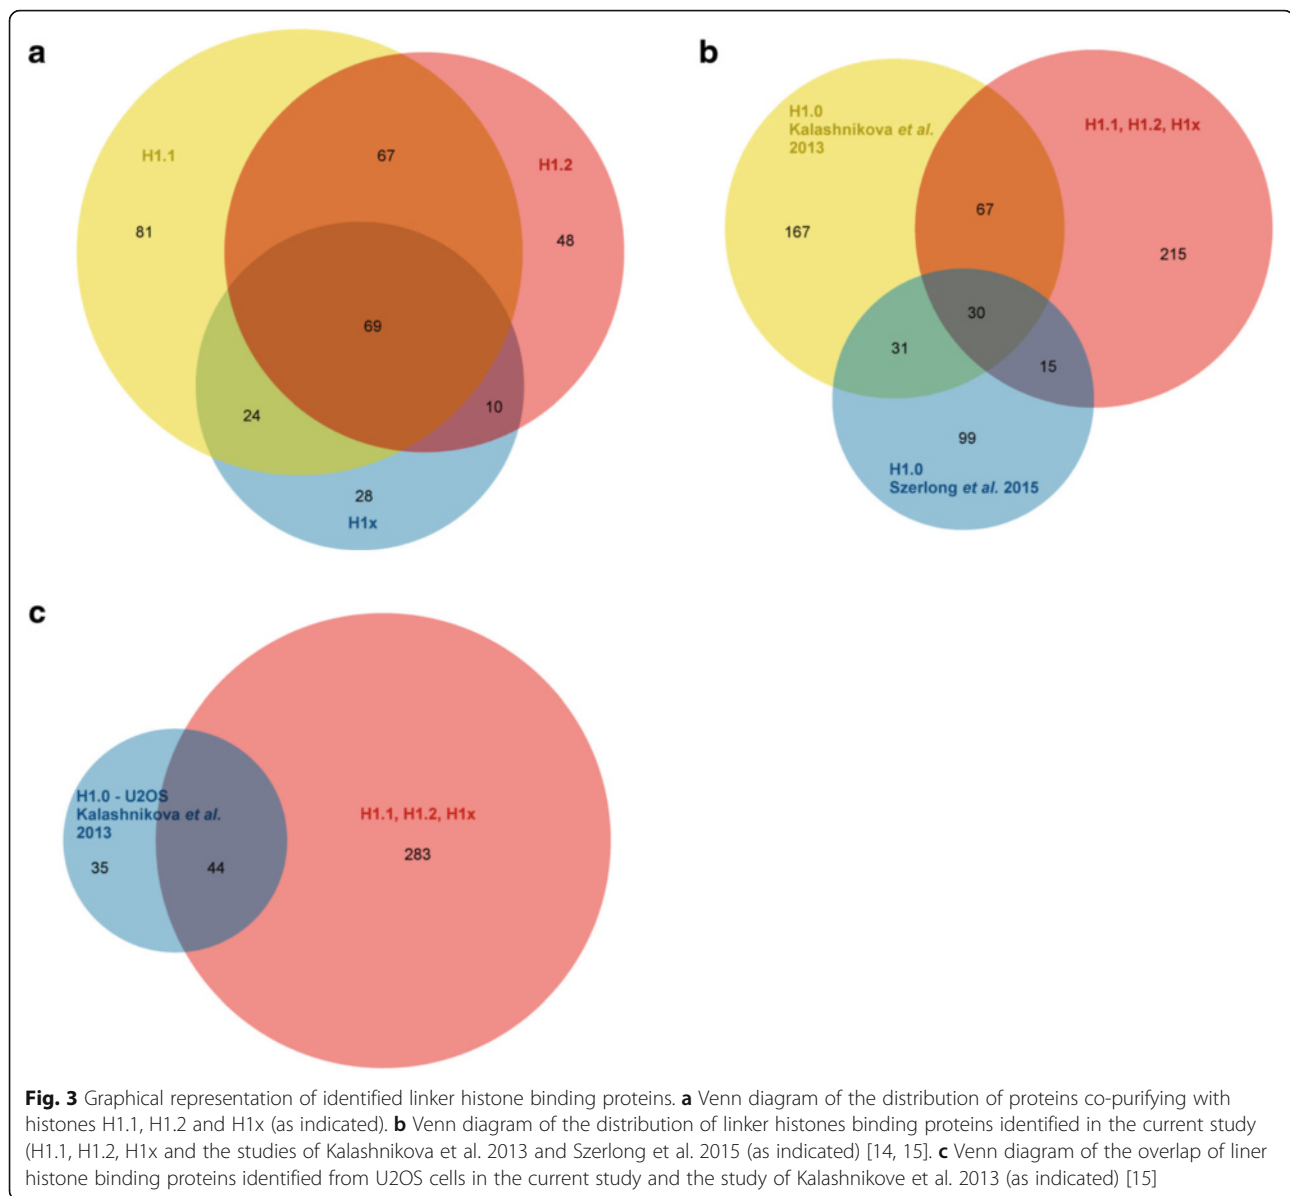 a
H1.1
67
H1.2
81
48
69
24
10
28
H1x
b
H1.0
Kalashnikova et al.
2013
H1.1, H1.2, H1x
67
167
215
30
31
15
99
H1.0
Szerlong et al. 2015
c
H1.0 - U2OS
Kalashnikova et al.
2013
H1.1, H1.2, H1x
35
44
283
Fig. 3 Graphical representation of identified linker histone binding proteins. a Venn diagram of the distribution of proteins co-purifying with
histones H1.1, H1.2 and H1x (as indicated). b Venn diagram of the distribution of linker histones binding proteins identified in the current study
(H1.1, H1.2, H1x and the studies of Kalashnikova et al. 2013 and Szerlong et al. 2015 (as indicated) [14, 15]. c Venn diagram of the overlap of liner
histone binding proteins identified from U2OS cells in the current study and the study of Kalashnikove et al. 2013 (as indicated) [15]